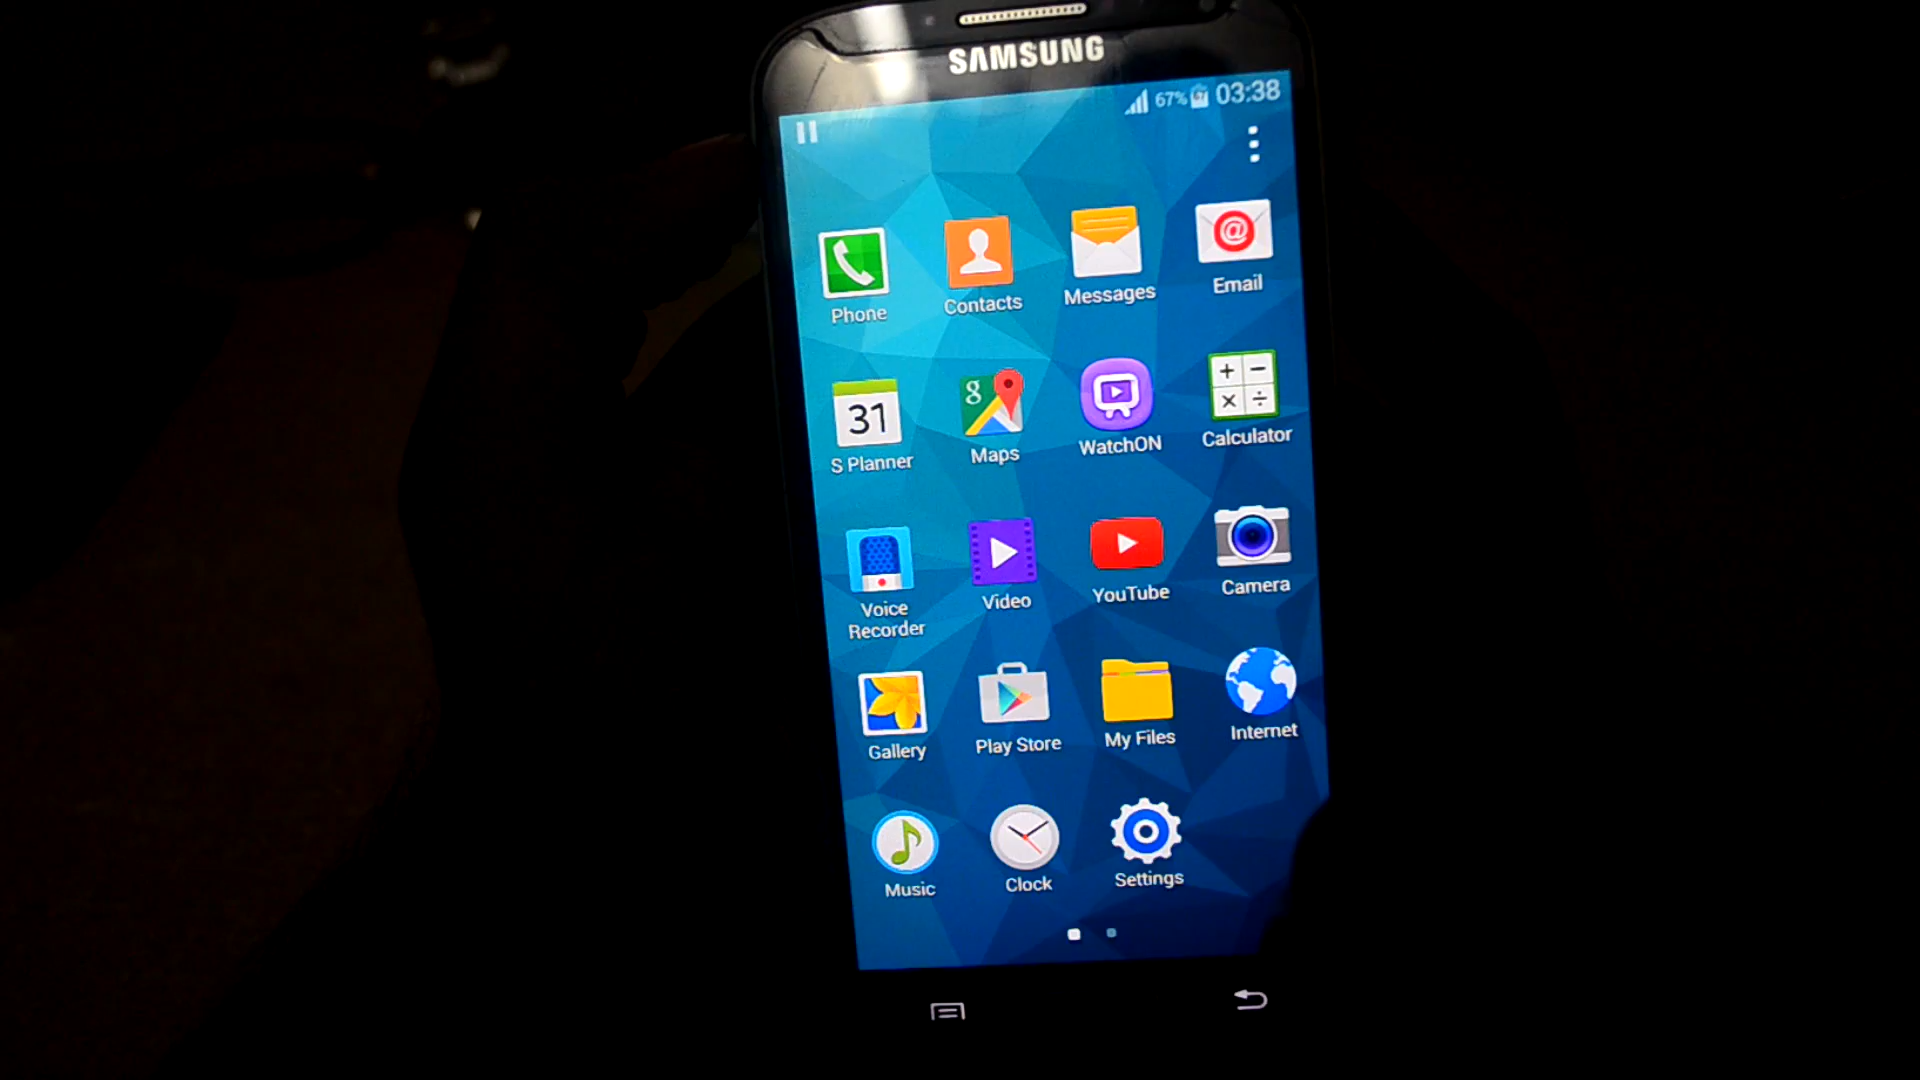 SAMSUNG
67% 03:38
Phone Contacts Messages Email
31
S Planner Maps WatchON Calculator
Voice Recorder Video YouTube Camera
Gallery Play Store My Files Internet
Music Clock Settings